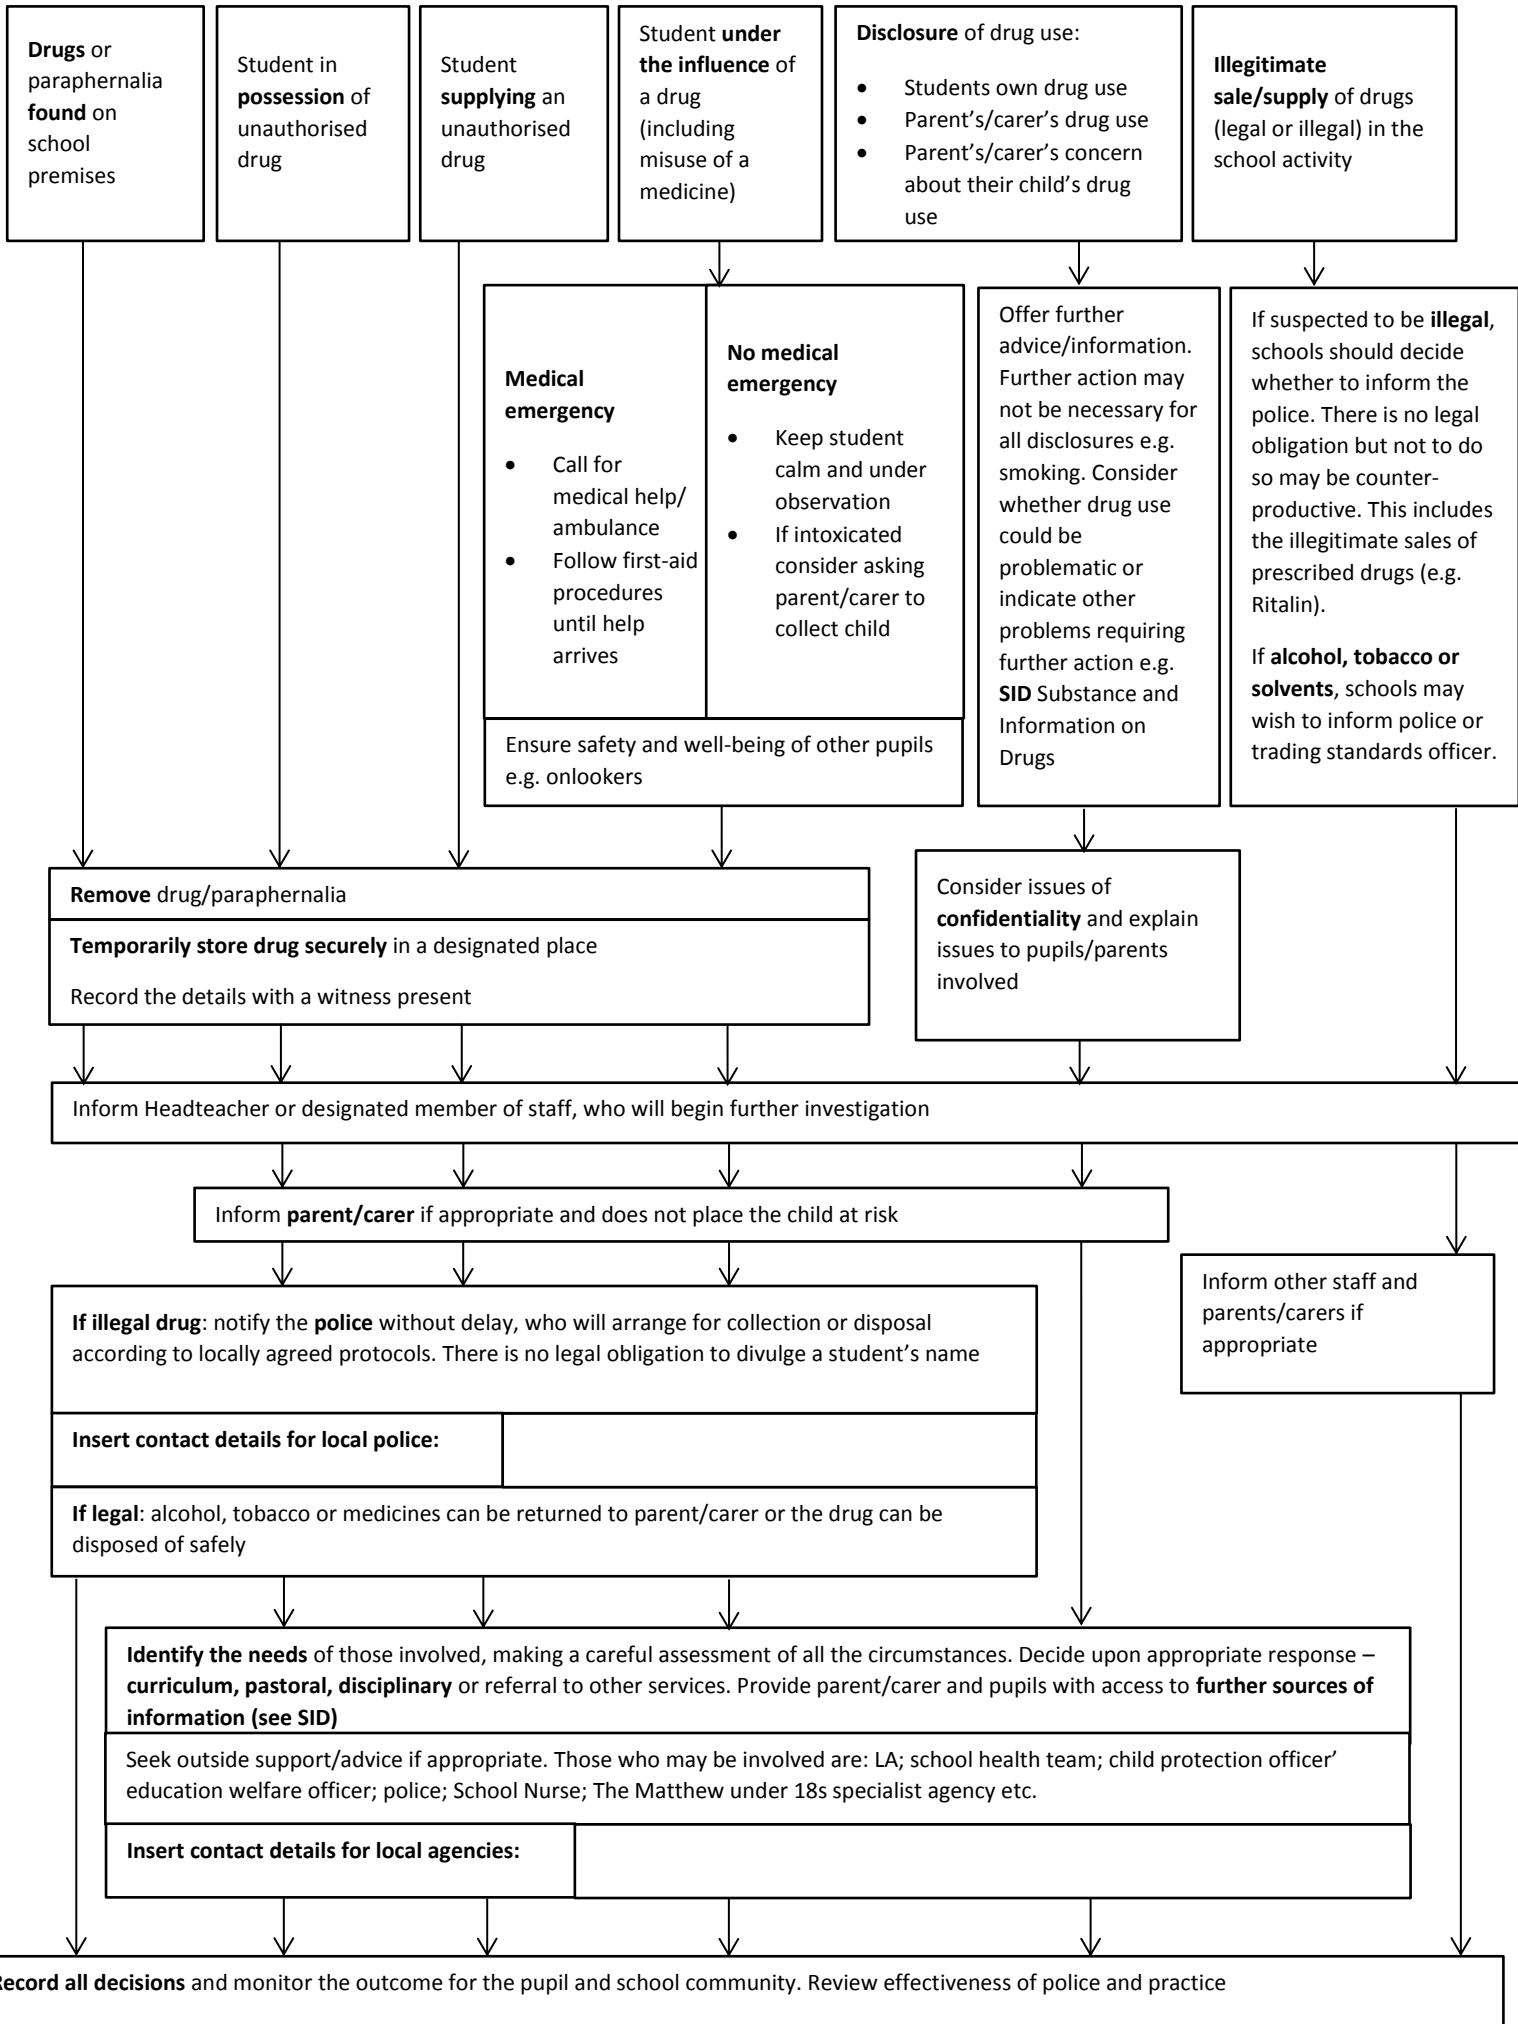 Drugs or
paraphernalia
found on
school
premises
Student in
possession of
unauthorised
drug
Student
supplying an
unauthorised
drug
Student under
the influence of
a drug
(including
misuse of a
medicine)
Disclosure of drug use:
• Students own drug use
• Parent's/carer's drug use
• Parent's/carer's concern
about their child's drug
use
Illegitimate
sale/supply of drugs
(legal or illegal) in the
school activity
Medical
emergency
• Call for
medical help/
ambulance
• Follow first-aid
procedures
until help
arrives
No medical
emergency
• Keep student
calm and under
observation
• If intoxicated
consider asking
parent/carer to
collect child
Ensure safety and well-being of other pupils
e.g. onlookers
Offer further
advice/information.
Further action may
not be necessary for
all disclosures e.g.
smoking. Consider
whether drug use
could be
problematic or
indicate other
problems requiring
further action e.g.
SID Substance and
Information on
Drugs
If suspected to be illegal,
schools should decide
whether to inform the
police. There is no legal
obligation but not to do
so may be counter-
productive. This includes
the illegitimate sales of
prescribed drugs (e.g.
Ritalin).
If alcohol, tobacco or
solvents, schools may
wish to inform police or
trading standards officer.
Remove drug/paraphernalia
Temporarily store drug securely in a designated place
Record the details with a witness present
Consider issues of
confidentiality and explain
issues to pupils/parents
involved
Inform Headteacher or designated member of staff, who will begin further investigation
Inform parent/carer if appropriate and does not place the child at risk
If illegal drug: notify the police without delay, who will arrange for collection or disposal
according to locally agreed protocols. There is no legal obligation to divulge a student's name
Insert contact details for local police:
If legal: alcohol, tobacco or medicines can be returned to parent/carer or the drug can be
disposed of safely
Inform other staff and
parents/carers if
appropriate
Identify the needs of those involved, making a careful assessment of all the circumstances. Decide upon appropriate response –
curriculum, pastoral, disciplinary or referral to other services. Provide parent/carer and pupils with access to further sources of
information (see SID)
Seek outside support/advice if appropriate. Those who may be involved are: LA; school health team; child protection officer'
education welfare officer; police; School Nurse; The Matthew under 18s specialist agency etc.
Insert contact details for local agencies:
Record all decisions and monitor the outcome for the pupil and school community. Review effectiveness of police and practice